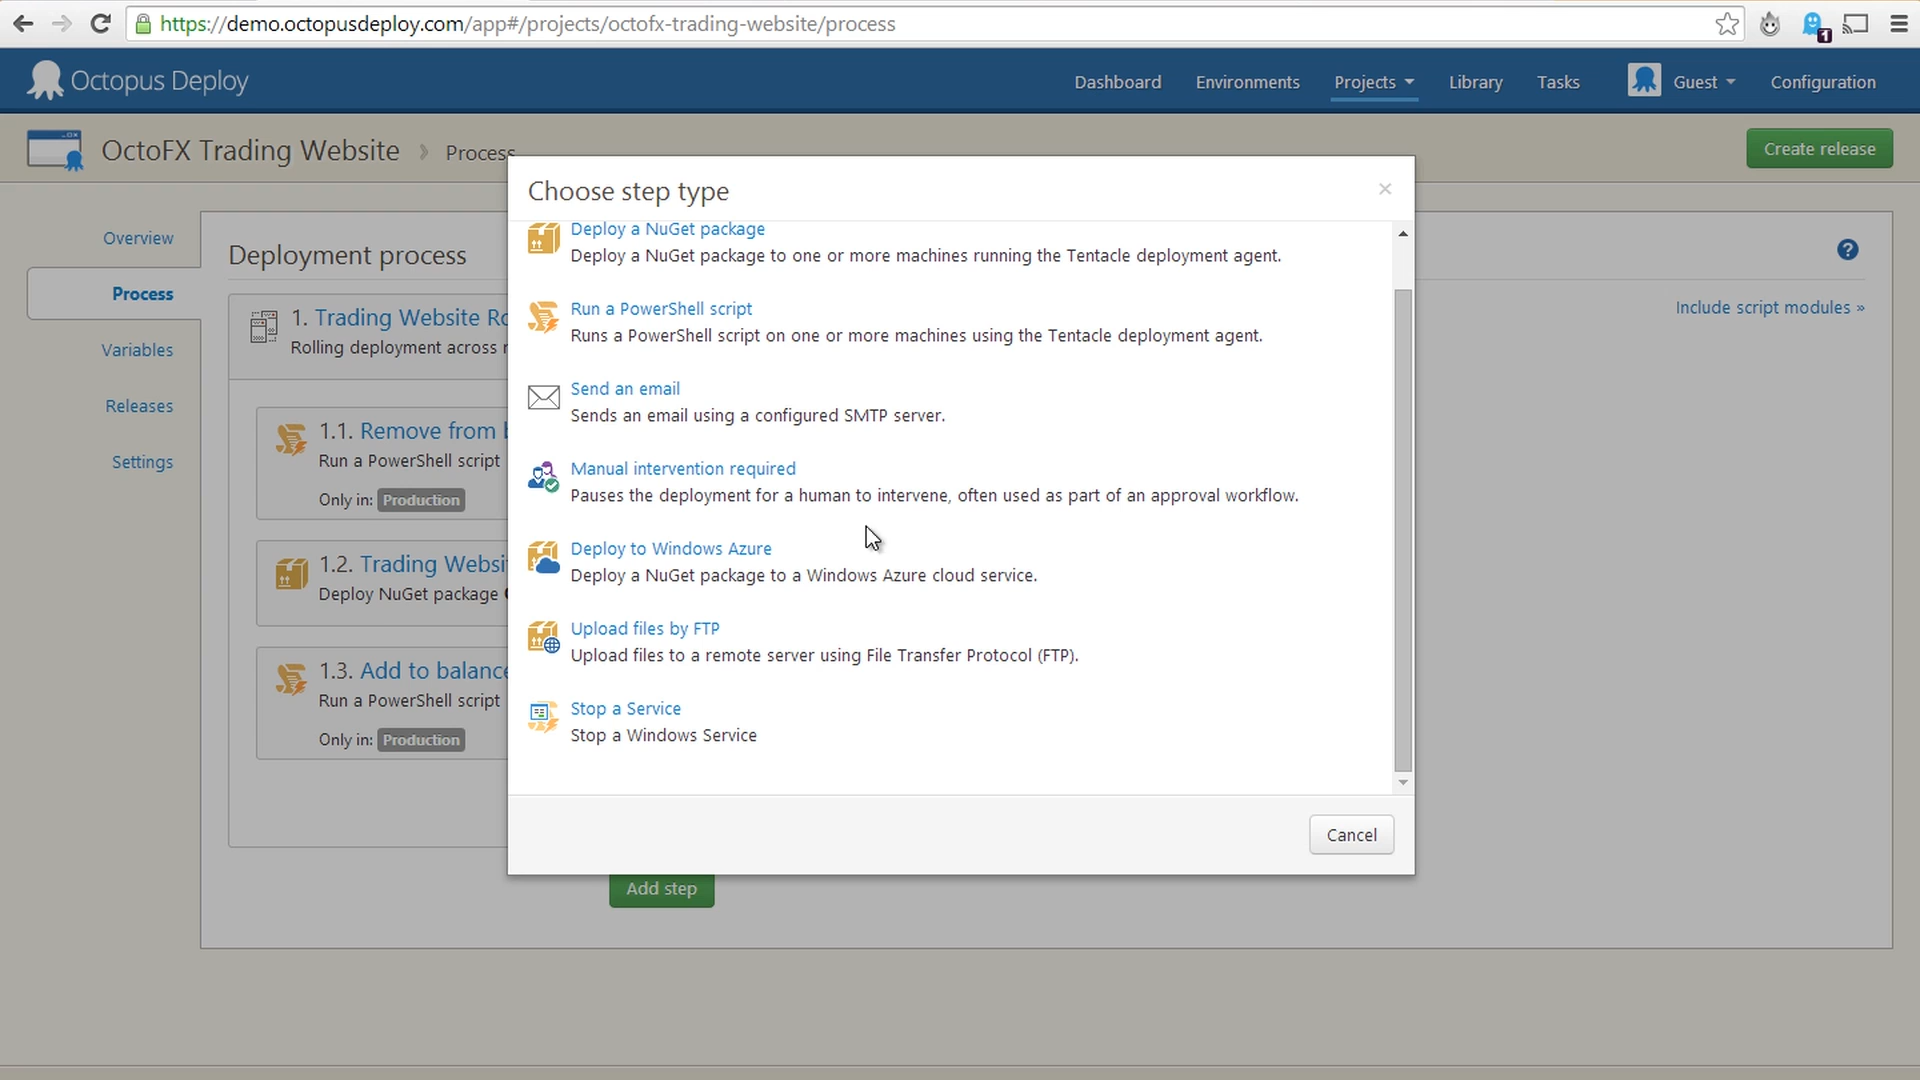 https://demo.octopusdeploy.com/app#/projects/octofx-trading-website/process
1
Octopus Deploy
Dashboard
Environments
Projects
Library
Tasks
Guest
Configuration
OctoFX Trading Website
Process
Create release
Choose step type
×
Overview
Process
Variables
Releases
Settings
Deployment process
?
Include script modules »
1. Trading Website
Rolling deployment across
1.1. Remove from
Run a PowerShell script
Only in: Production
1.2. Trading
Deploy NuGet package
1.3. Add to
Run a PowerShell script
Only in: Production
Deploy a NuGet package
Deploy a NuGet package to one or more machines running the Tentacle deployment agent.
Run a PowerShell script
Runs a PowerShell script on one or more machines using the Tentacle deployment agent.
Send an email
Sends an email using a configured SMTP server.
Manual intervention required
Pauses the deployment for a human to intervene, often used as part of an approval workflow.
Deploy to Windows Azure
Deploy a NuGet package to a Windows Azure cloud service.
Upload files by FTP
Upload files to a remote server using File Transfer Protocol (FTP).
Stop a Service
Stop a Windows Service
Cancel
Add step